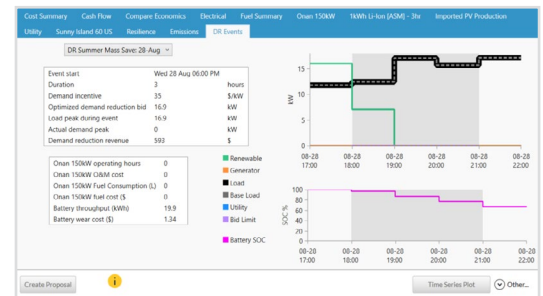 Cost Summary Cash Flow Compare Economics Electrical Fuel Summary Onan 150kW 1kWh Li-Ion [ASM] - 3hr Imported PV Production
Utility Sunny Island 60 US Resilience Emissions DR Events
DR Summer Mass Save: 28-Aug
Event start Wed 28 Aug 06:00 PM
Duration 3 hours
Demand incentive 35 $/kW
Optimized demand reduction bid 16.9 kW
Load peak during event 16.9 kW
Actual demand peak 0 kW
Demand reduction revenue 593 $
Onan 150kW operating hours 0
Onan 150kW O&M cost 0
Onan 150kW Fuel Consumption (L) 0
Onan 150kW fuel cost ($ 0
Battery throughput (kWh) 19.9
Battery wear cost ($) 1.34
Renewable
Generator
Load
Base Load
Utility
Bid Limit
Battery SOC
kW
15
10
5
0
08-28 08-28 08-28 08-28 08-28 08-28
17:00 18:00 19:00 20:00 21:00 22:00
SOC %
100
80
60
40
20
0
08-28 08-28 08-28 08-28 08-28 08-28
17:00 18:00 19:00 20:00 21:00 22:00
Create Proposal
i
Time Series Plot
Other...